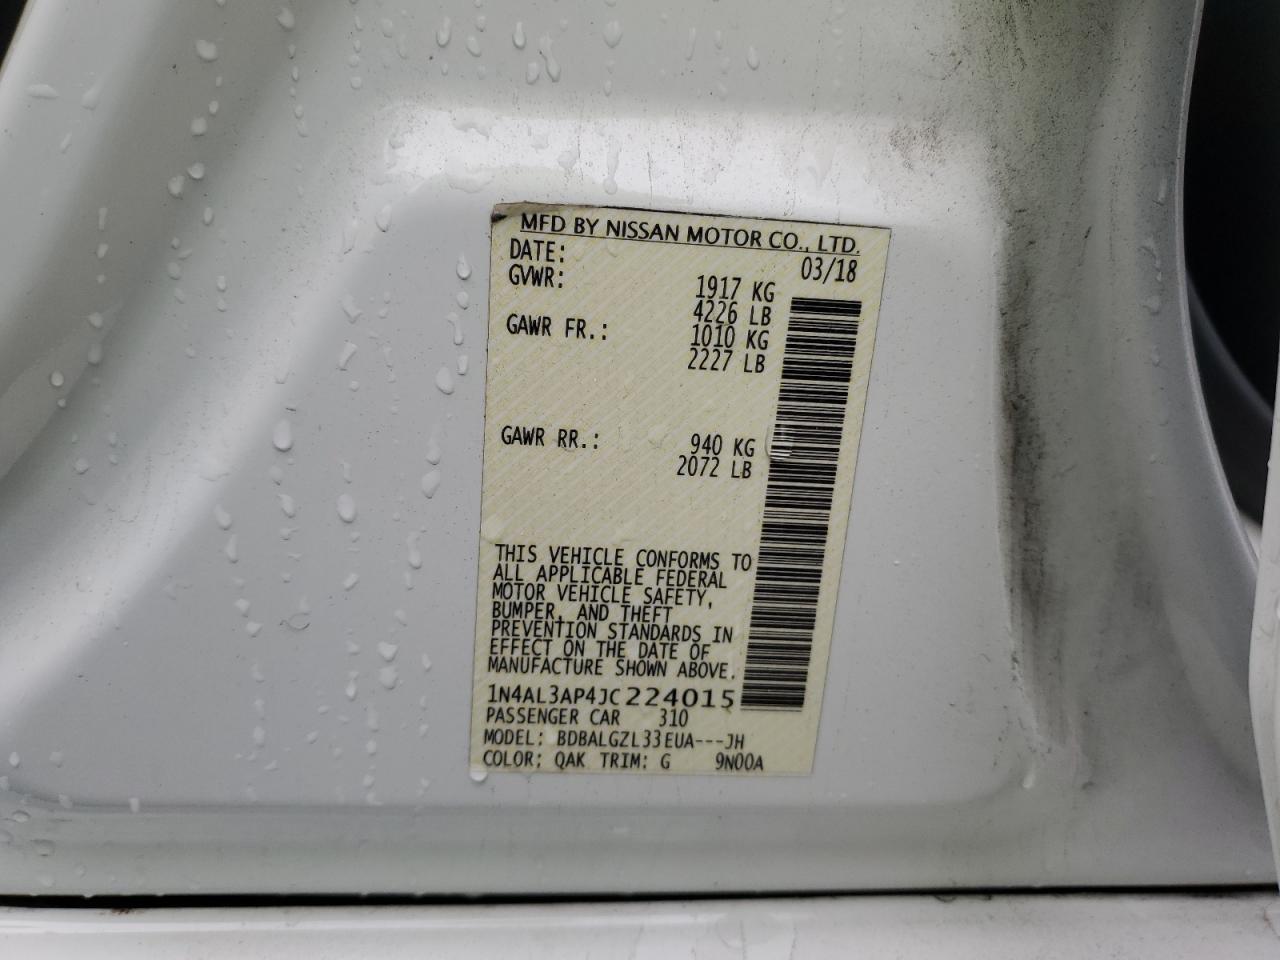 MFD BY NISSAN MOTOR CO., LTD.
DATE: 03/18
GVWR: 1917 KG
4226 LB
GAWR FR.: 1010 KG
2227 LB
GAWR RR.: 940 KG
2072 LB
THIS VEHICLE CONFORMS TO
ALL APPLICABLE FEDERAL
MOTOR VEHICLE SAFETY,
BUMPER, AND THEFT
PREVENTION STANDARDS IN
EFFECT ON THE DATE OF
MANUFACTURE SHOWN ABOVE.
1N4AL3AP4JC224015
PASSENGER CAR 310
MODEL: BDBALGZL33EUA---JH
COLOR: QAK TRIM: G 9N00A